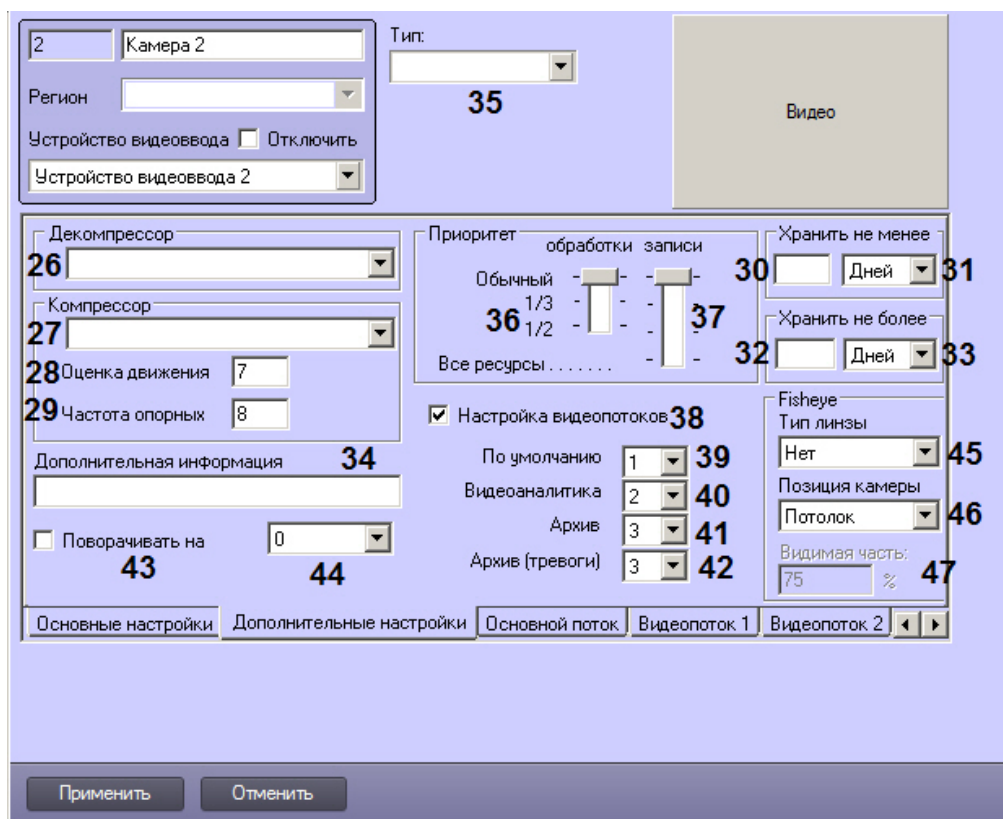 2 Камера 2
Тип:
35
Регион
Устройство видеоввода Отключить
Устройство видеоввода 2
Видео
Декомпрессор
26
Компрессор
27
28 Оценка движения 7
29 Частота опорных 8
Дополнительная информация 34
Поворачивать на 0
43 44
Приоритет
обработки записи
Обычный
1/3
36 37
1/2
Все ресурсы . . . . . . .
Настройка видеопотоков 38
По умолчанию 1 39
Видеоаналитика 2 40
Архив 3 41
Архив (тревоги) 3 42
Хранить не менее
30 Дней 31
Хранить не более
32 Дней 33
Fisheye
Тип линзы
Нет 45
Позиция камеры
Потолок 46
Видимая часть: 47
75 %
Основные настройки Дополнительные настройки Основной поток Видеопоток 1 Видеопоток 2
Применить Отменить